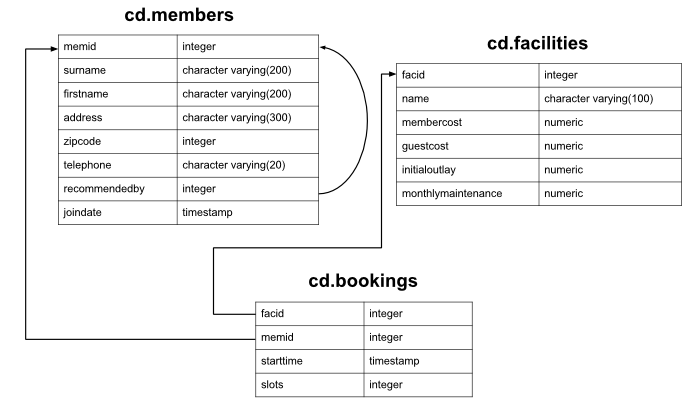 cd.members
memid integer
surname character varying(200)
firstname character varying(200)
address character varying(300)
zipcode integer
telephone character varying(20)
recommendedby integer
joindate timestamp
cd.facilities
facid integer
name character varying(100)
membercost numeric
guestcost numeric
initialoutlay numeric
monthlymaintenance numeric
cd.bookings
facid integer
memid integer
starttime timestamp
slots integer